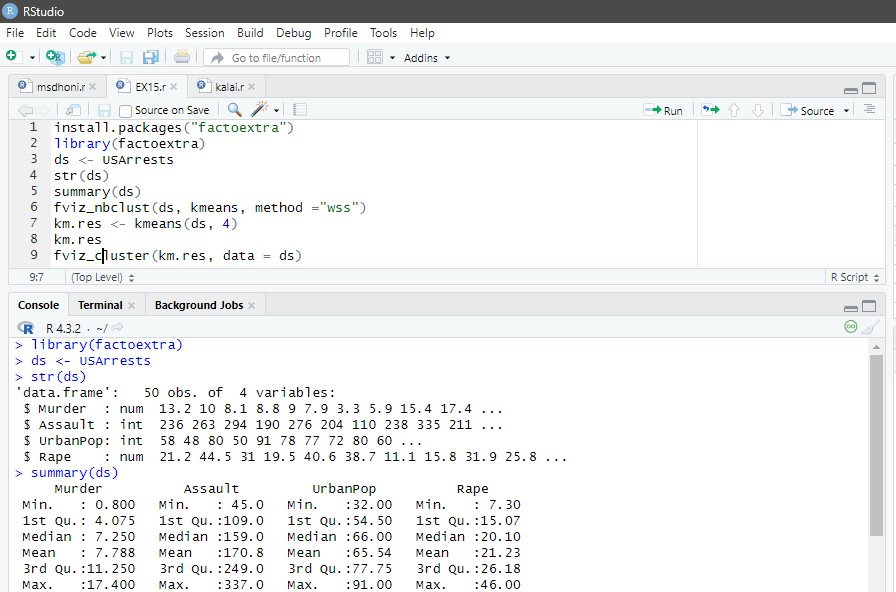 RStudio
File Edit Code View Plots Session Build Debug Profile Tools Help
Go to file/function Addins
msdhoni.r EX15.r kalai.r
Source on Save Run Source
1 install.packages("factoextra")
2 library(factoextra)
3 ds <- USArrests
4 str(ds)
5 summary(ds)
6 fviz_nbclust(ds, kmeans, method ="wss")
7 km.res <- kmeans(ds, 4)
8 km.res
9 fviz_cluster(km.res, data = ds)
9:7 (Top Level) R Script
Console Terminal Background Jobs
R 4.3.2 · ~/
> library(factoextra)
> ds <- USArrests
> str(ds)
'data.frame': 50 obs. of 4 variables:
$ Murder : num 13.2 10 8.1 8.8 9 7.9 3.3 5.9 15.4 17.4 ...
$ Assault : int 236 263 294 190 276 204 110 238 335 211 ...
$ UrbanPop: int 58 48 80 50 91 78 77 72 80 60 ...
$ Rape : num 21.2 44.5 31 19.5 40.6 38.7 11.1 15.8 31.9 25.8 ...
> summary(ds)
Murder Assault UrbanPop Rape
Min. : 0.800 Min. : 45.0 Min. :32.00 Min. : 7.30
1st Qu.: 4.075 1st Qu.:109.0 1st Qu.:54.50 1st Qu.:15.07
Median : 7.250 Median :159.0 Median :66.00 Median :20.10
Mean : 7.788 Mean :170.8 Mean :65.54 Mean :21.23
3rd Qu.:11.250 3rd Qu.:249.0 3rd Qu.:77.75 3rd Qu.:26.18
Max. :17.400 Max. :337.0 Max. :91.00 Max. :46.00